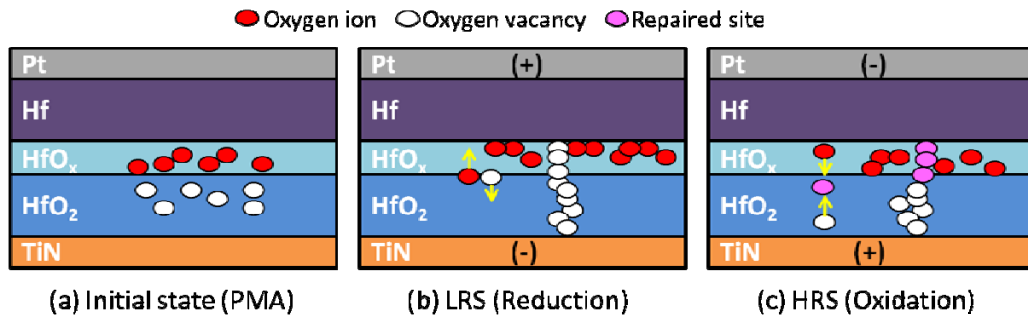 Oxygen ion Oxygen vacancy Repaired site
Pt
Hf
HfOx
HfO2
TiN
(a) Initial state (PMA)
Pt (+)
Hf
HfOx
HfO2
TiN (-)
(b) LRS (Reduction)
Pt (-)
Hf
HfOx
HfO2
TiN (+)
(c) HRS (Oxidation)